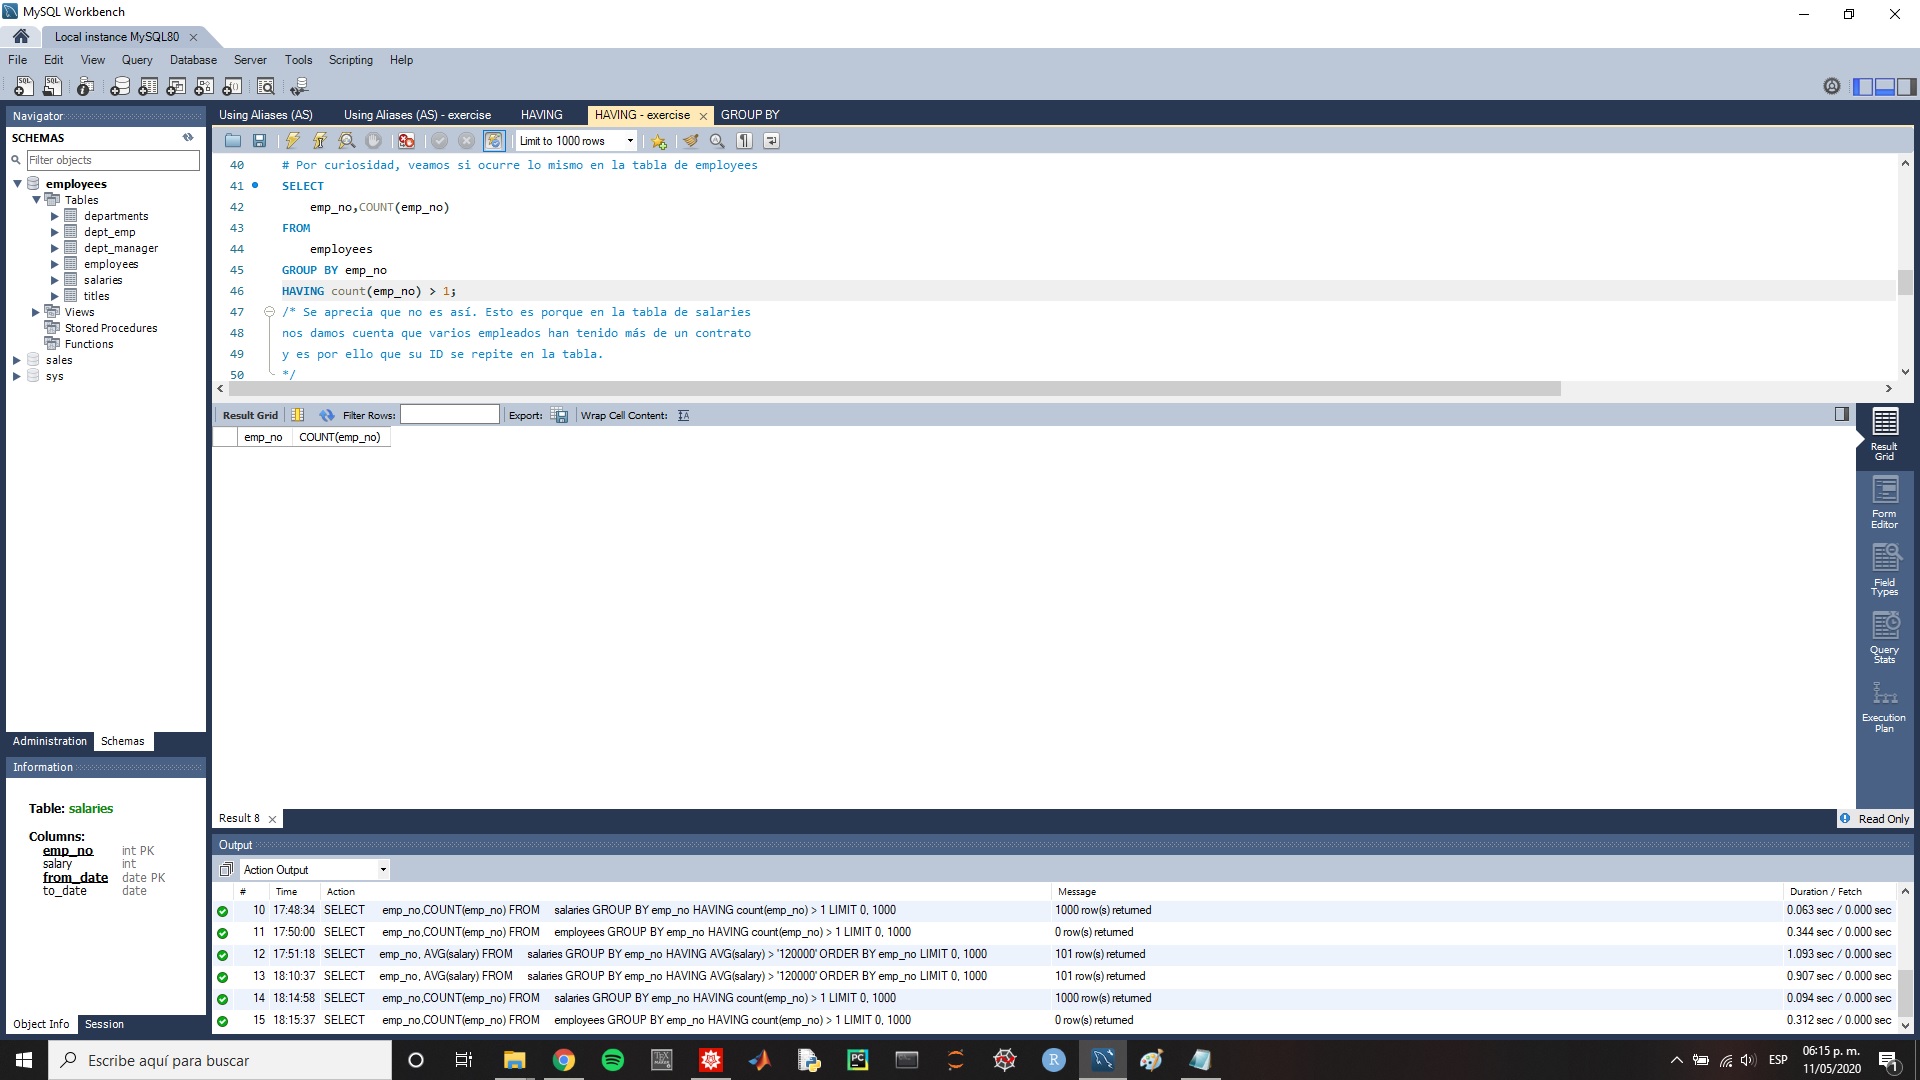 MySQL Workbench
Local instance MySQL80
File Edit View Query Database Server Tools Scripting Help
Navigator
SCHEMAS
Filter objects
employees
Tables
departments
dept_emp
dept_manager
employees
salaries
titles
Views
Stored Procedures
Functions
sales
sys
Administration Schemas
Information
Table: salaries
Columns:
emp_no int PK
salary int
from_date date PK
to_date date
Object Info Session
Using Aliases (AS) Using Aliases (AS) - exercise HAVING HAVING - exercise GROUP BY
Limit to 1000 rows
40 # Por curiosidad, veamos si ocurre lo mismo en la tabla de employees
41 SELECT
42 emp_no,COUNT(emp_no)
43 FROM
44 employees
45 GROUP BY emp_no
46 HAVING count(emp_no) > 1;
47 /* Se aprecia que no es así. Esto es porque en la tabla de salaries
48 nos damos cuenta que varios empleados han tenido más de un contrato
49 y es por ello que su ID se repite en la tabla.
50 */
Result Grid Filter Rows: Export: Wrap Cell Content:
emp_no COUNT(emp_no)
Result Grid
Form Editor
Field Types
Query Stats
Execution Plan
Result 8 Read Only
Output
Action Output
# Time Action Message Duration / Fetch
10 17:48:34 SELECT emp_no,COUNT(emp_no) FROM salaries GROUP BY emp_no HAVING count(emp_no) > 1 LIMIT 0, 1000 1000 row(s) returned 0.063 sec / 0.000 sec
11 17:50:00 SELECT emp_no,COUNT(emp_no) FROM employees GROUP BY emp_no HAVING count(emp_no) > 1 LIMIT 0, 1000 0 row(s) returned 0.344 sec / 0.000 sec
12 17:51:18 SELECT emp_no, AVG(salary) FROM salaries GROUP BY emp_no HAVING AVG(salary) > '120000' ORDER BY emp_no LIMIT 0, 1000 101 row(s) returned 1.093 sec / 0.000 sec
13 18:10:37 SELECT emp_no, AVG(salary) FROM salaries GROUP BY emp_no HAVING AVG(salary) > '120000' ORDER BY emp_no LIMIT 0, 1000 101 row(s) returned 0.907 sec / 0.000 sec
14 18:14:58 SELECT emp_no,COUNT(emp_no) FROM salaries GROUP BY emp_no HAVING count(emp_no) > 1 LIMIT 0, 1000 1000 row(s) returned 0.094 sec / 0.000 sec
15 18:15:37 SELECT emp_no,COUNT(emp_no) FROM employees GROUP BY emp_no HAVING count(emp_no) > 1 LIMIT 0, 1000 0 row(s) returned 0.312 sec / 0.000 sec
Escribe aquí para buscar
PC
R
ESP
06:15 p. m.
11/05/2020
1